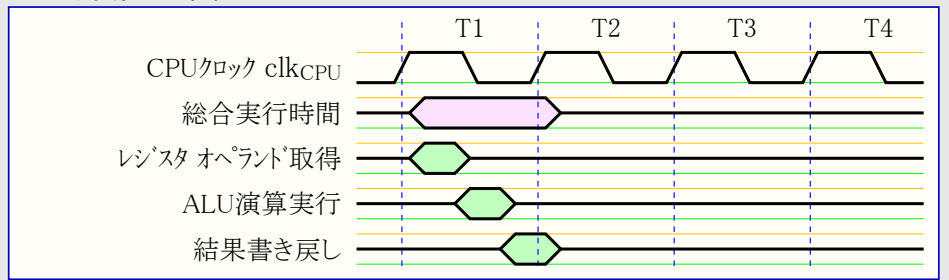 T1 T2 T3 T4
CPUｸﾛｯｸ clkCPU
総合実行時間
ﾚｼﾞｽﾀ ｵﾍﾟﾗﾝﾄﾞ取得
ALU演算実行
結果書き戻し